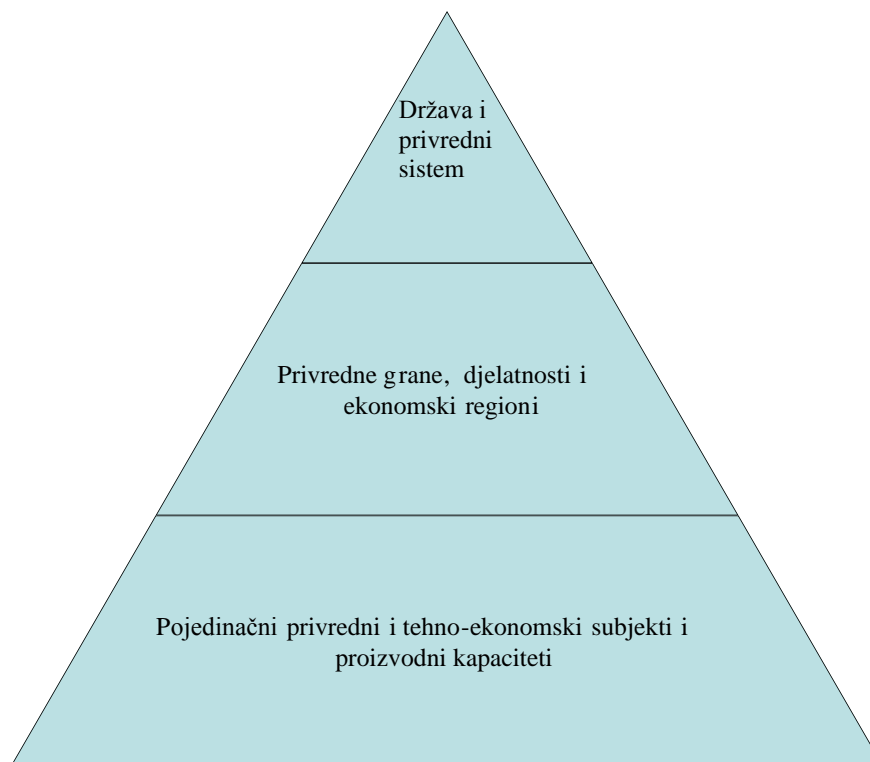 Država i
privredni
sistem
Privredne grane, djelatnosti i
ekonomski regioni
Pojedinačni privredni i tehno-ekonomski subjekti i
proizvodni kapaciteti